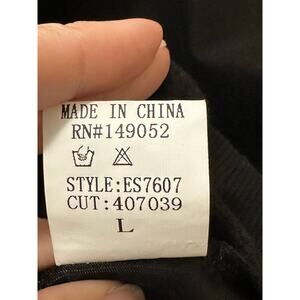 MADE IN CHINA
RN#149052
STYLE:ES7607
CUT:407039
L